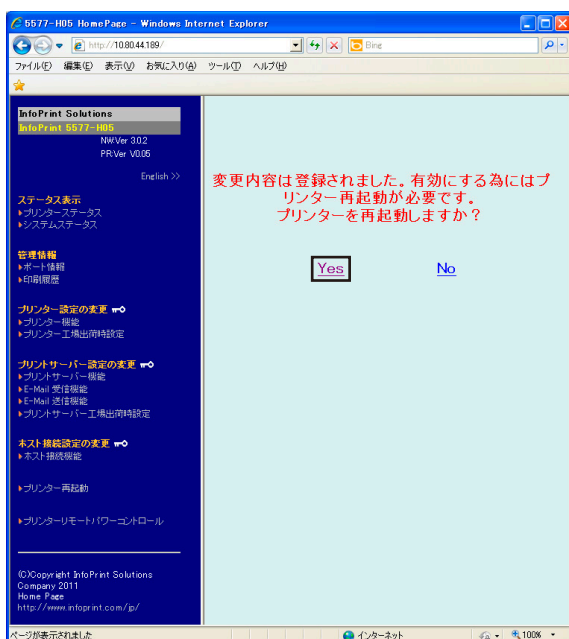 5577-H05 HomePage - Windows Internet Explorer
http://10.80.44.189/
Bing
ファイル(F) 編集(E) 表示(V) お気に入り(A) ツール(T) ヘルプ(H)
InfoPrint Solutions
InfoPrint 5577-H05
NW.Ver 3.0.2
PR.Ver V0.05
English >>
ステータス表示
プリンターステータス
システムステータス
管理情報
ポート情報
印刷履歴
プリンター設定の変更
プリンター機能
プリンター工場出荷時設定
プリントサーバー設定の変更
プリントサーバー機能
E-Mail 受信機能
E-Mail 送信機能
プリントサーバー工場出荷時設定
ホスト接続設定の変更
ホスト接続機能
プリンター再起動
プリンターリモートパワーコントロール
(C)Copyright InfoPrint Solutions
Company 2011
Home Page
http://www.infoprint.com/jp/
変更内容は登録されました。有効にする為にはプ
リンター再起動が必要です。
プリンターを再起動しますか？
Yes No
ページが表示されました インターネット 100%